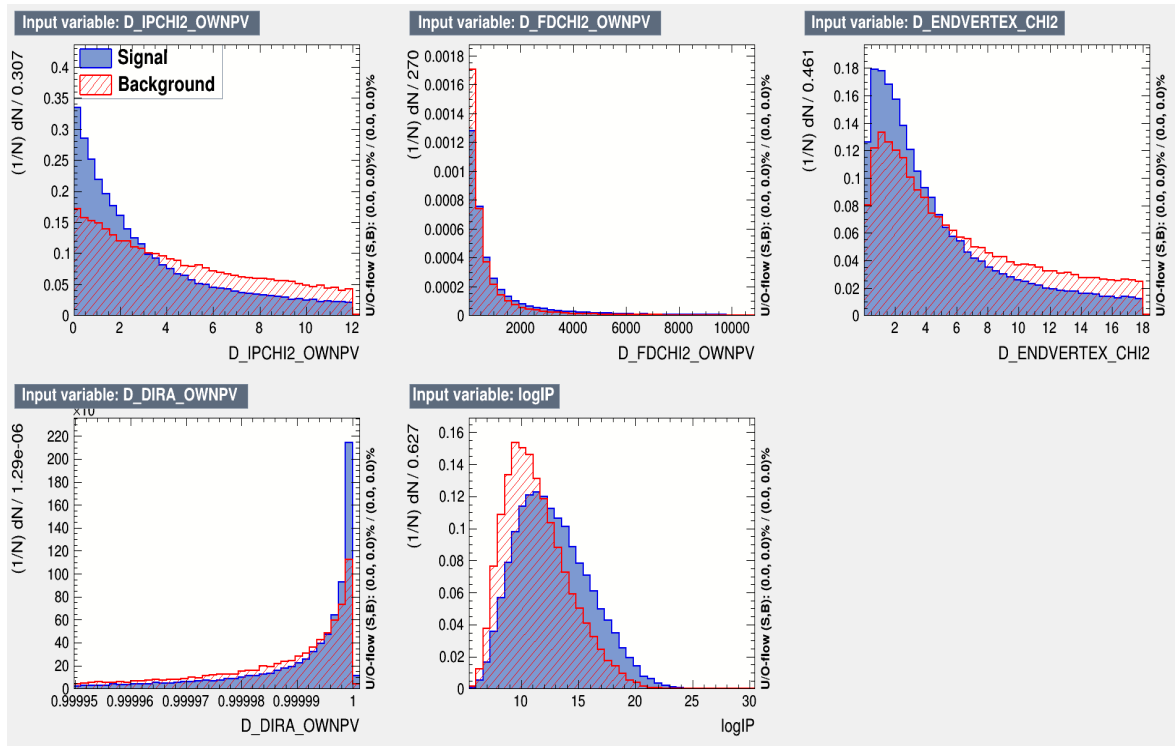 Input variable: D_IPCHI2_OWNPV
(1/N) dN / 0.307
0.4
0.35
0.3
0.25
0.2
0.15
0.1
0.05
0
Signal
Background
0 2 4 6 8 10 12
D_IPCHI2_OWNPV
U/O-flow (S,B): (0.0, 0.0)% / (0.0, 0.0)%
Input variable: D_FDCHI2_OWNPV
(1/N) dN / 270
0.0018
0.0016
0.0014
0.0012
0.001
0.0008
0.0006
0.0004
0.0002
0
2000 4000 6000 8000 10000
D_FDCHI2_OWNPV
U/O-flow (S,B): (0.0, 0.0)% / (0.0, 0.0)%
Input variable: D_ENDVERTEX_CHI2
(1/N) dN / 0.461
0.18
0.16
0.14
0.12
0.1
0.08
0.06
0.04
0.02
0
2 4 6 8 10 12 14 16 18
D_ENDVERTEX_CHI2
U/O-flow (S,B): (0.0, 0.0)% / (0.0, 0.0)%
Input variable: D_DIRA_OWNPV
(1/N) dN / 1.29e-06
220
200
180
160
140
120
100
80
60
40
20
0
0.99995 0.99996 0.99997 0.99998 0.99999 1
D_DIRA_OWNPV
U/O-flow (S,B): (0.0, 0.0)% / (0.0, 0.0)%
Input variable: logIP
(1/N) dN / 0.627
0.16
0.14
0.12
0.1
0.08
0.06
0.04
0.02
0
10 15 20 25 30
logIP
U/O-flow (S,B): (0.0, 0.0)% / (0.0, 0.0)%